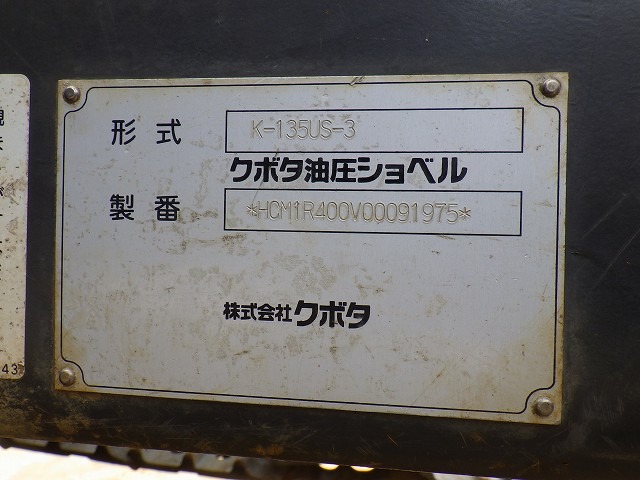 形式 K-135US-3
クボタ油圧ショベル
製番 *HCM1R400V00091975*
株式会社クボタ
43